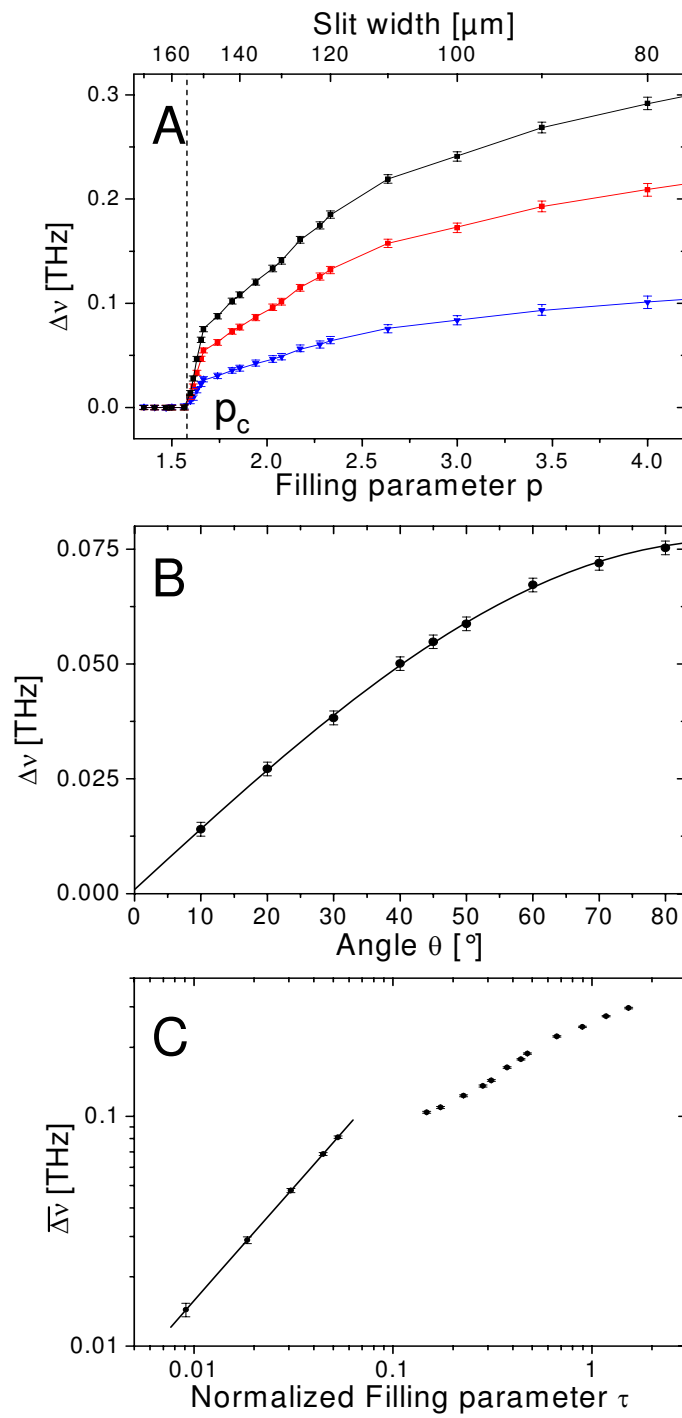 Slit width [µm]
160 140 120 100 80
A
0.3
0.2
0.1
0.0
Δν [THz]
p_c
1.5 2.0 2.5 3.0 3.5 4.0
Filling parameter p
B
0.075
0.050
0.025
0.000
Δν [THz]
0 10 20 30 40 50 60 70 80
Angle θ [°]
C
0.1
0.01
Δ̅ν [THz]
0.01 0.1 1
Normalized Filling parameter τ